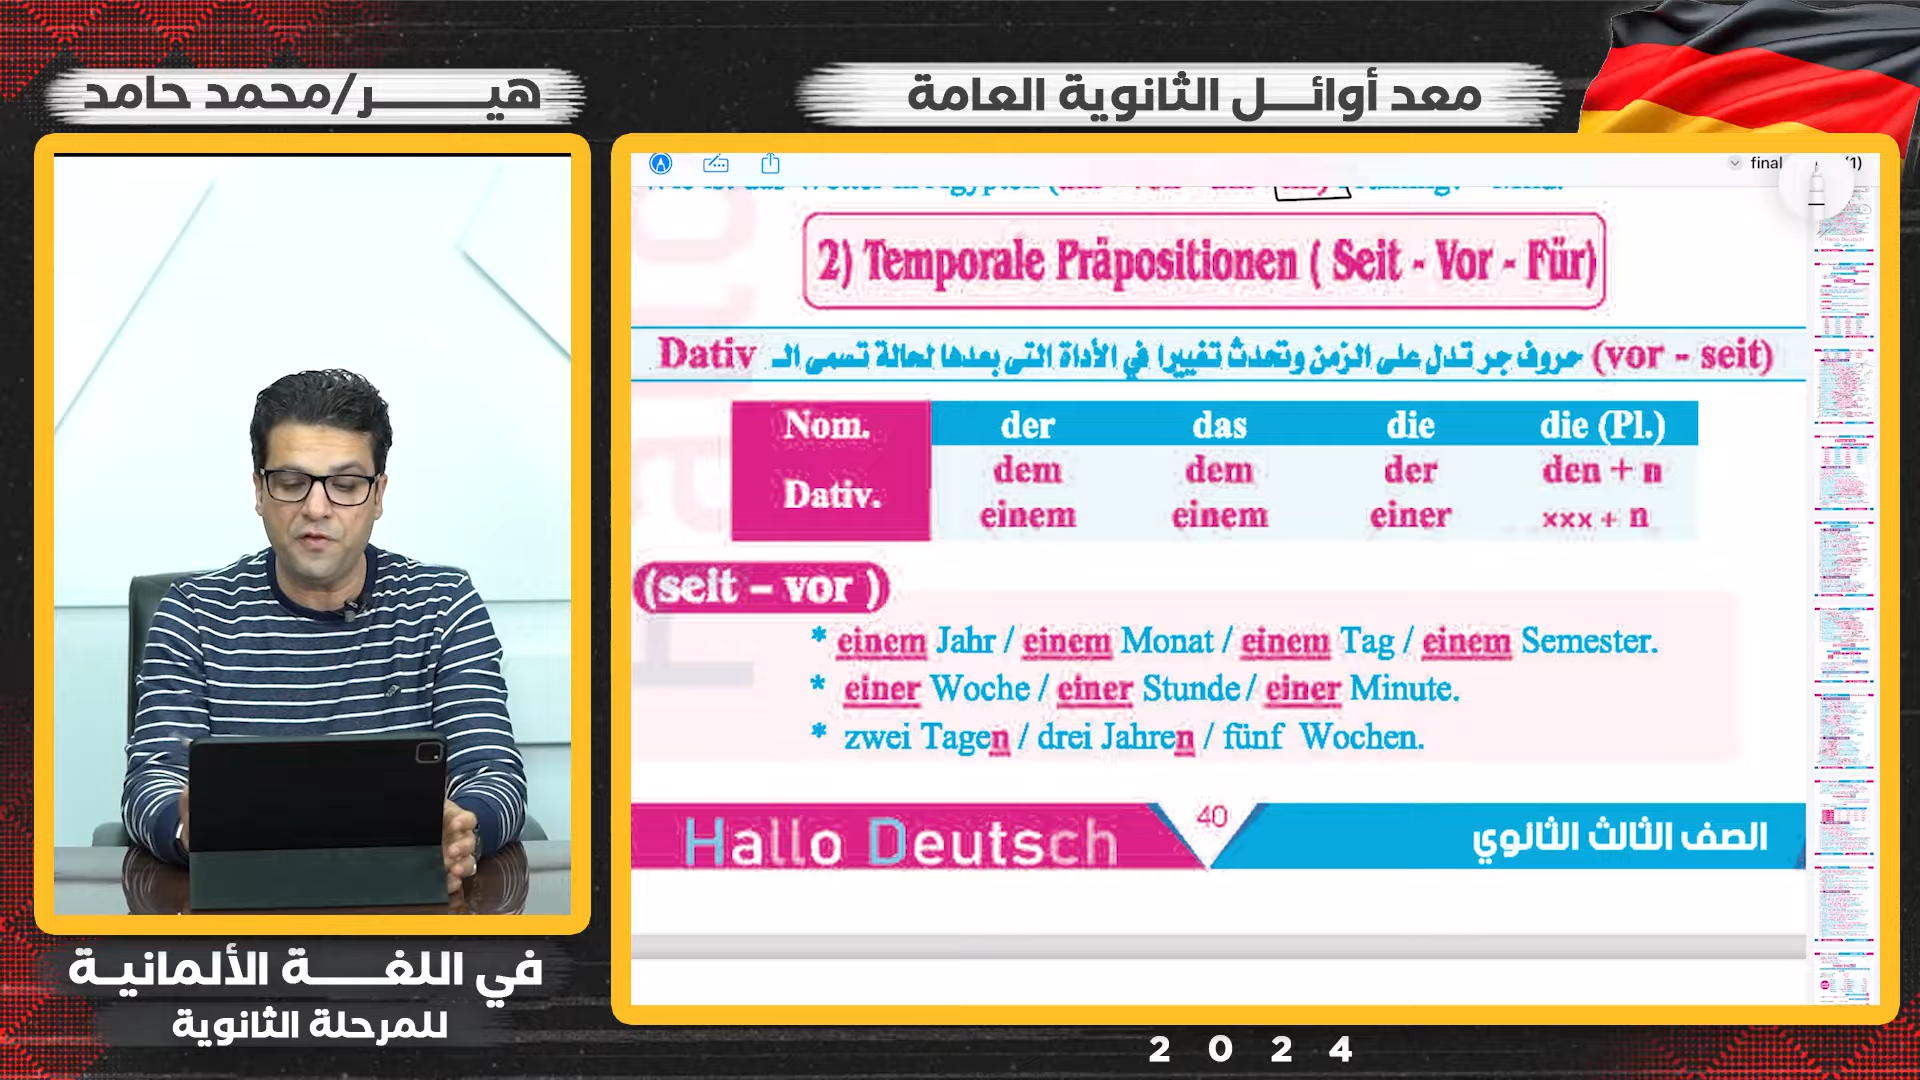 هيـــــر/محمد حامد
معد أوائـــل الثانوية العامة
final
(1)
2) Temporale Präpositionen ( Seit - Vor - Für)
(vor - seit) حروف جر تدل على الزمن وتحدث تغييرا في الأداة التى بعدها لحالة تسمى الـ Dativ
Nom. der das die die (Pl.)
Dativ. dem dem der den + n
einem einem einer xxx + n
(seit – vor )
* einem Jahr / einem Monat / einem Tag / einem Semester.
* einer Woche / einer Stunde / einer Minute.
* zwei Tagen / drei Jahren / fünf Wochen.
Hallo Deutsch
40
الصف الثالث الثانوي
في اللغـــــة الألمانيـة
للمرحلة الثانوية
2 0 2 4